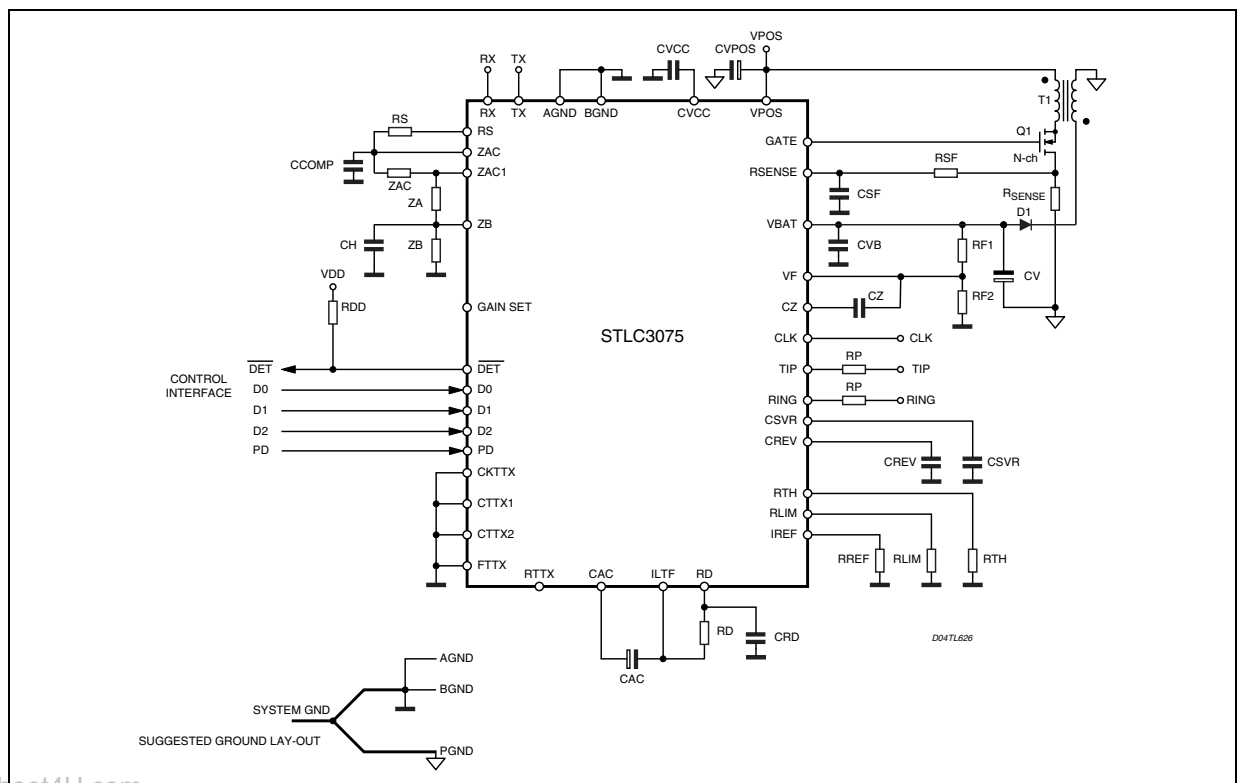 VPOS
RX TX CVCC CVPOS
RX TX AGND BGND CVCC VPOS
T1
RS RS
GATE Q1
ZAC
CCOMP
N-ch
ZAC ZAC1 RSENSE RSF
ZA
CSF RSENSE
D1
ZB VBAT
CH ZB CVB RF1
VDD
VF CV
RDD GAIN SET CZ CZ RF2
STLC3075
CLK CLK
DET DET TIP RP TIP
CONTROL
INTERFACE
D0 D0
RING RP RING
D1 D1
CSVR
D2 D2
CREV
PD PD
CREV CSVR
CKTTX
RTH
CTTX1
RLIM
CTTX2
IREF
RREF RLIM RTH
FTTX
RTTX CAC ILTF RD
RD CRD
D04TL626
CAC
AGND
BGND
SYSTEM GND
SUGGESTED GROUND LAY-OUT
PGND